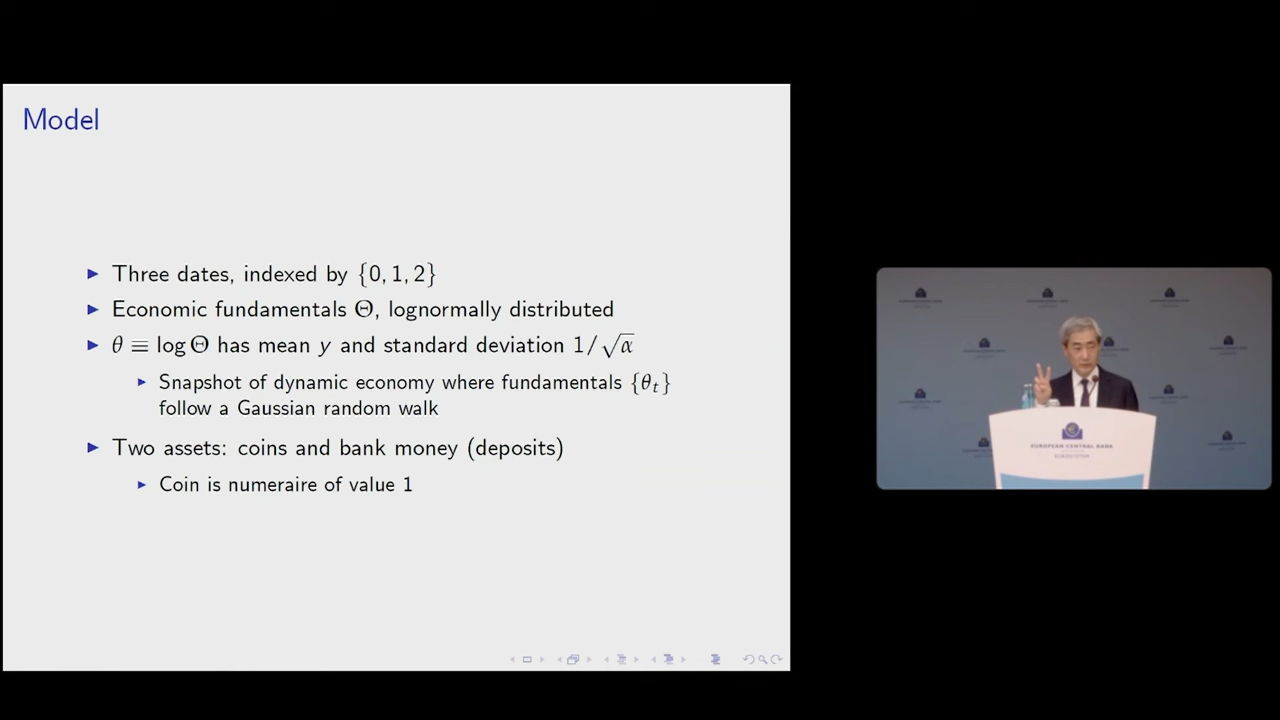 Model
▶ Three dates, indexed by {0, 1, 2}
▶ Economic fundamentals Θ, lognormally distributed
▶ θ ≡ log Θ has mean y and standard deviation 1/√α
▶ Snapshot of dynamic economy where fundamentals {θₜ}
follow a Gaussian random walk
▶ Two assets: coins and bank money (deposits)
▶ Coin is numeraire of value 1
EUROPEAN CENTRAL BANK
EUROSYSTEM